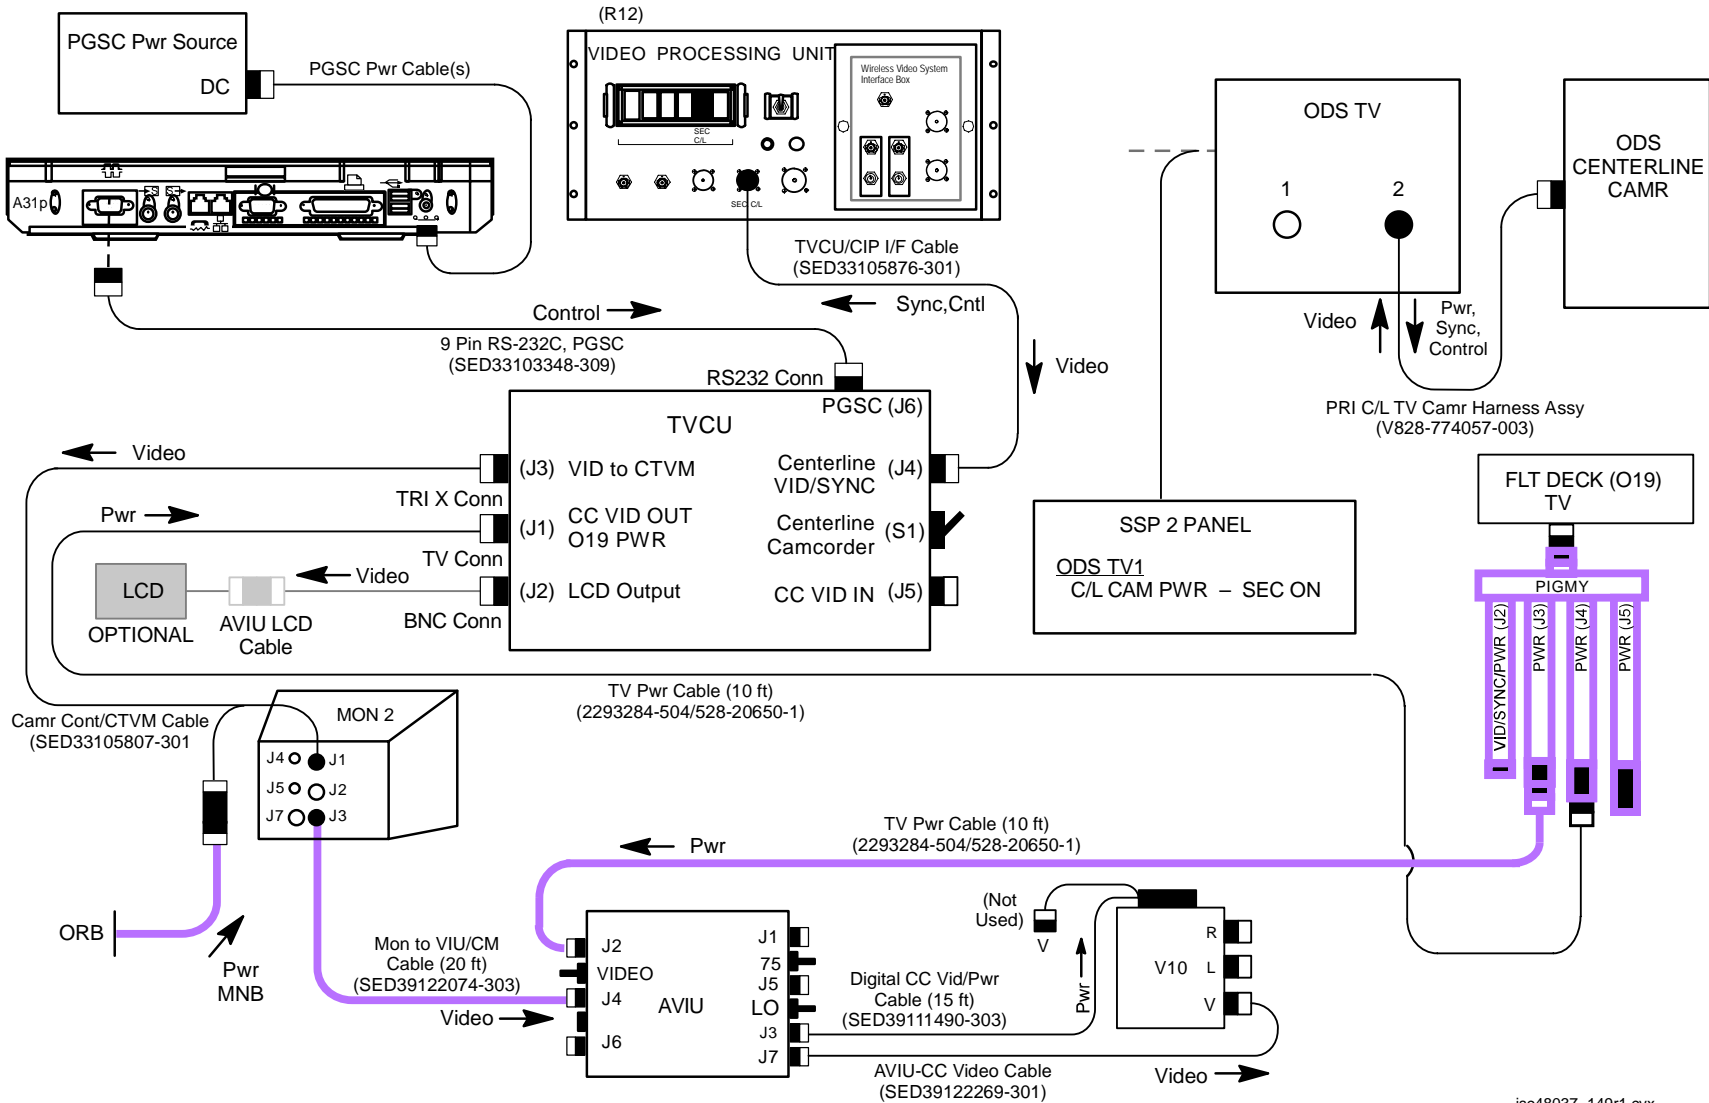 (R12)
PGSC Pwr Source
DC
PGSC Pwr Cable(s)
VIDEO PROCESSING UNIT
Wireless Video System
Interface Box
SEC
C/L
SEC C/L
A31p
ODS TV
1
2
ODS
CENTERLINE
CAMR
TVCU/CIP I/F Cable
(SED33105876-301)
Sync,Cntl
Control
9 Pin RS-232C, PGSC
(SED33103348-309)
RS232 Conn
Video
Video
Pwr,
Sync,
Control
PRI C/L TV Camr Harness Assy
(V828-774057-003)
TVCU
PGSC (J6)
(J3) VID to CTVM
Centerline
VID/SYNC
(J4)
(J1) CC VID OUT
O19 PWR
Centerline
Camcorder
(S1)
(J2) LCD Output
CC VID IN (J5)
Video
TRI X Conn
Pwr
TV Conn
Video
BNC Conn
LCD
OPTIONAL
AVIU LCD
Cable
SSP 2 PANEL
ODS TV1
C/L CAM PWR – SEC ON
FLT DECK (O19)
TV
PIGMY
VID/SYNC/PWR (J2)
PWR (J3)
PWR (J4)
PWR (J5)
TV Pwr Cable (10 ft)
(2293284-504/528-20650-1)
Camr Cont/CTVM Cable
(SED33105807-301
MON 2
J4
J1
J5
J2
J7
J3
ORB
Pwr
MNB
Mon to VIU/CM
Cable (20 ft)
(SED39122074-303)
Video
Pwr
TV Pwr Cable (10 ft)
(2293284-504/528-20650-1)
J2
VIDEO
J4
J6
AVIU
J1
75
J5
LO
J3
J7
Digital CC Vid/Pwr
Cable (15 ft)
(SED39111490-303)
AVIU-CC Video Cable
(SED39122269-301)
(Not
Used)
V
Pwr
V10
R
L
V
Video
jsc48037_149r1.cvx